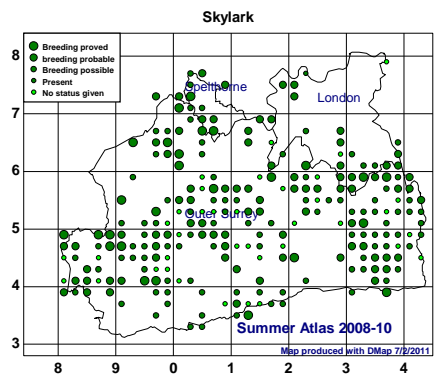 Skylark
Breeding proved
breeding probable
Breeding possible
Present
No status given
Spelthorne
London
Outer Surrey
Summer Atlas 2008-10
Map produced with DMap 7/2/2011
8
7
6
5
4
3
8 9 0 1 2 3 4